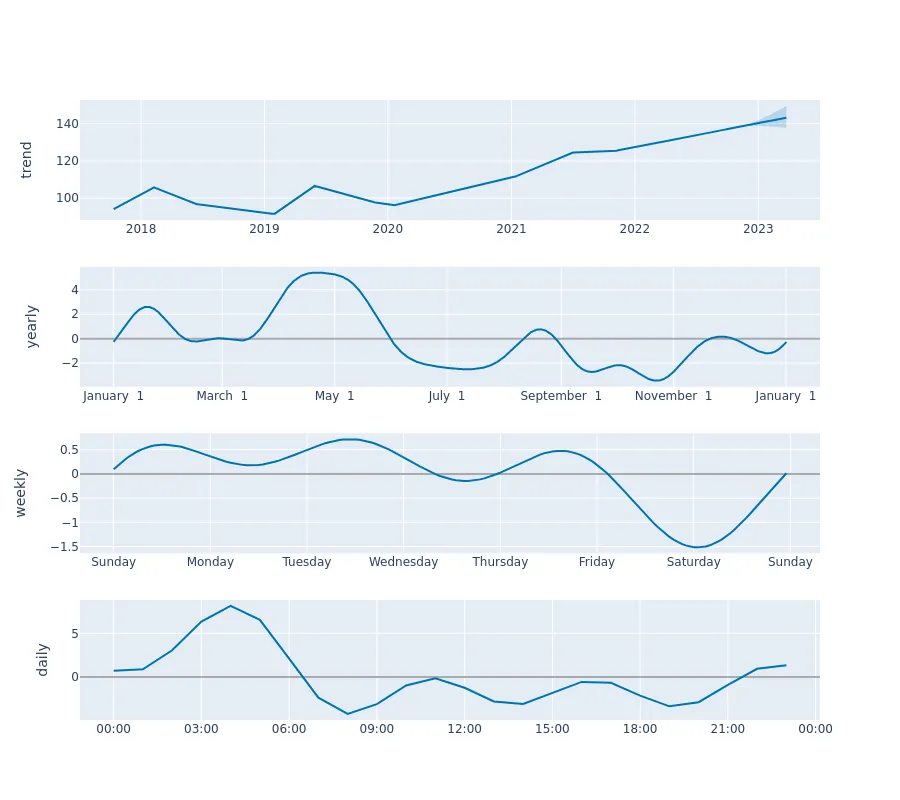 trend
140
120
100
2018 2019 2020 2021 2022 2023
yearly
4
2
0
−2
January 1 March 1 May 1 July 1 September 1 November 1 January 1
weekly
0.5
0
−0.5
−1
−1.5
Sunday Monday Tuesday Wednesday Thursday Friday Saturday Sunday
daily
5
0
00:00 03:00 06:00 09:00 12:00 15:00 18:00 21:00 00:00